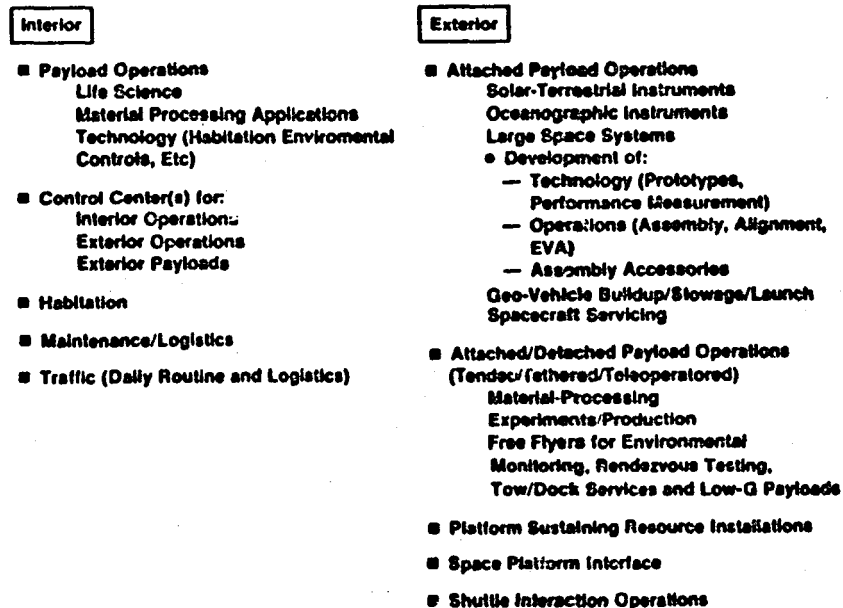 Interior
■ Payload Operations
Life Science
Material Processing Applications
Technology (Habitation Enviromental
Controls, Etc)
■ Control Center(s) for:
Interior Operations
Exterior Operations
Exterior Payloads
■ Habitation
■ Maintenance/Logistics
■ Traffic (Daily Routine and Logistics)
Exterior
■ Attached Payload Operations
Solar-Terrestrial Instruments
Oceanographic Instruments
Large Space Systems
● Development of:
— Technology (Prototypes,
Performance Measurement)
— Operations (Assembly, Alignment,
EVA)
— Assembly Accessories
Geo-Vehicle Buildup/Stowage/Launch
Spacecraft Servicing
■ Attached/Detached Payload Operations
(Tended/Tethered/Teleoperatored)
Material-Processing
Experiments/Production
Free Flyers for Environmental
Monitoring, Rendezvous Testing,
Tow/Dock Services and Low-G Payloads
■ Platform Sustaining Resource Installations
■ Space Platform Interface
■ Shuttle Interaction Operations